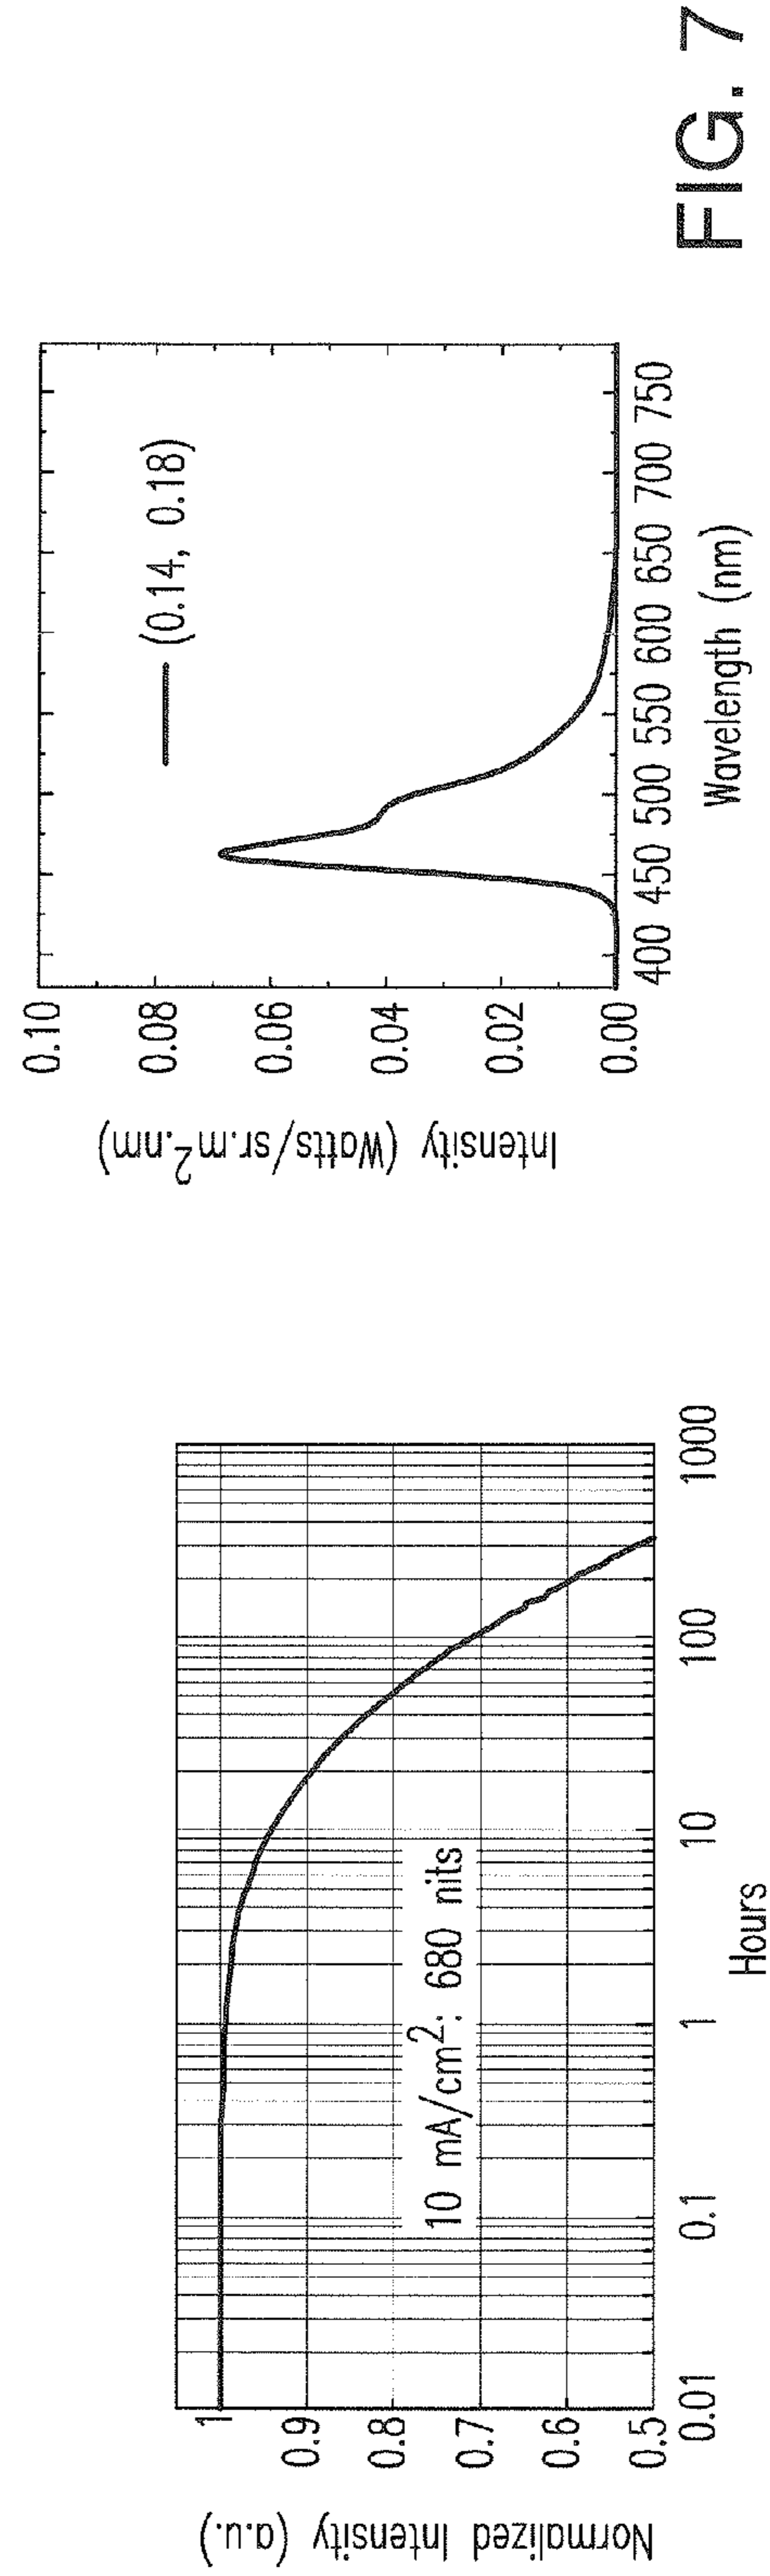 Normalized Intensity (a.u.)
1
0.9
0.8
0.7
0.6
0.5
10 mA/cm²: 680 nits
0.01 0.1 1 10 100 1000
Hours
Intensity (Watts/sr.m².nm)
0.10
0.08
0.06
0.04
0.02
0.00
(0.14, 0.18)
400 450 500 550 600 650 700 750
Wavelength (nm)
FIG. 7